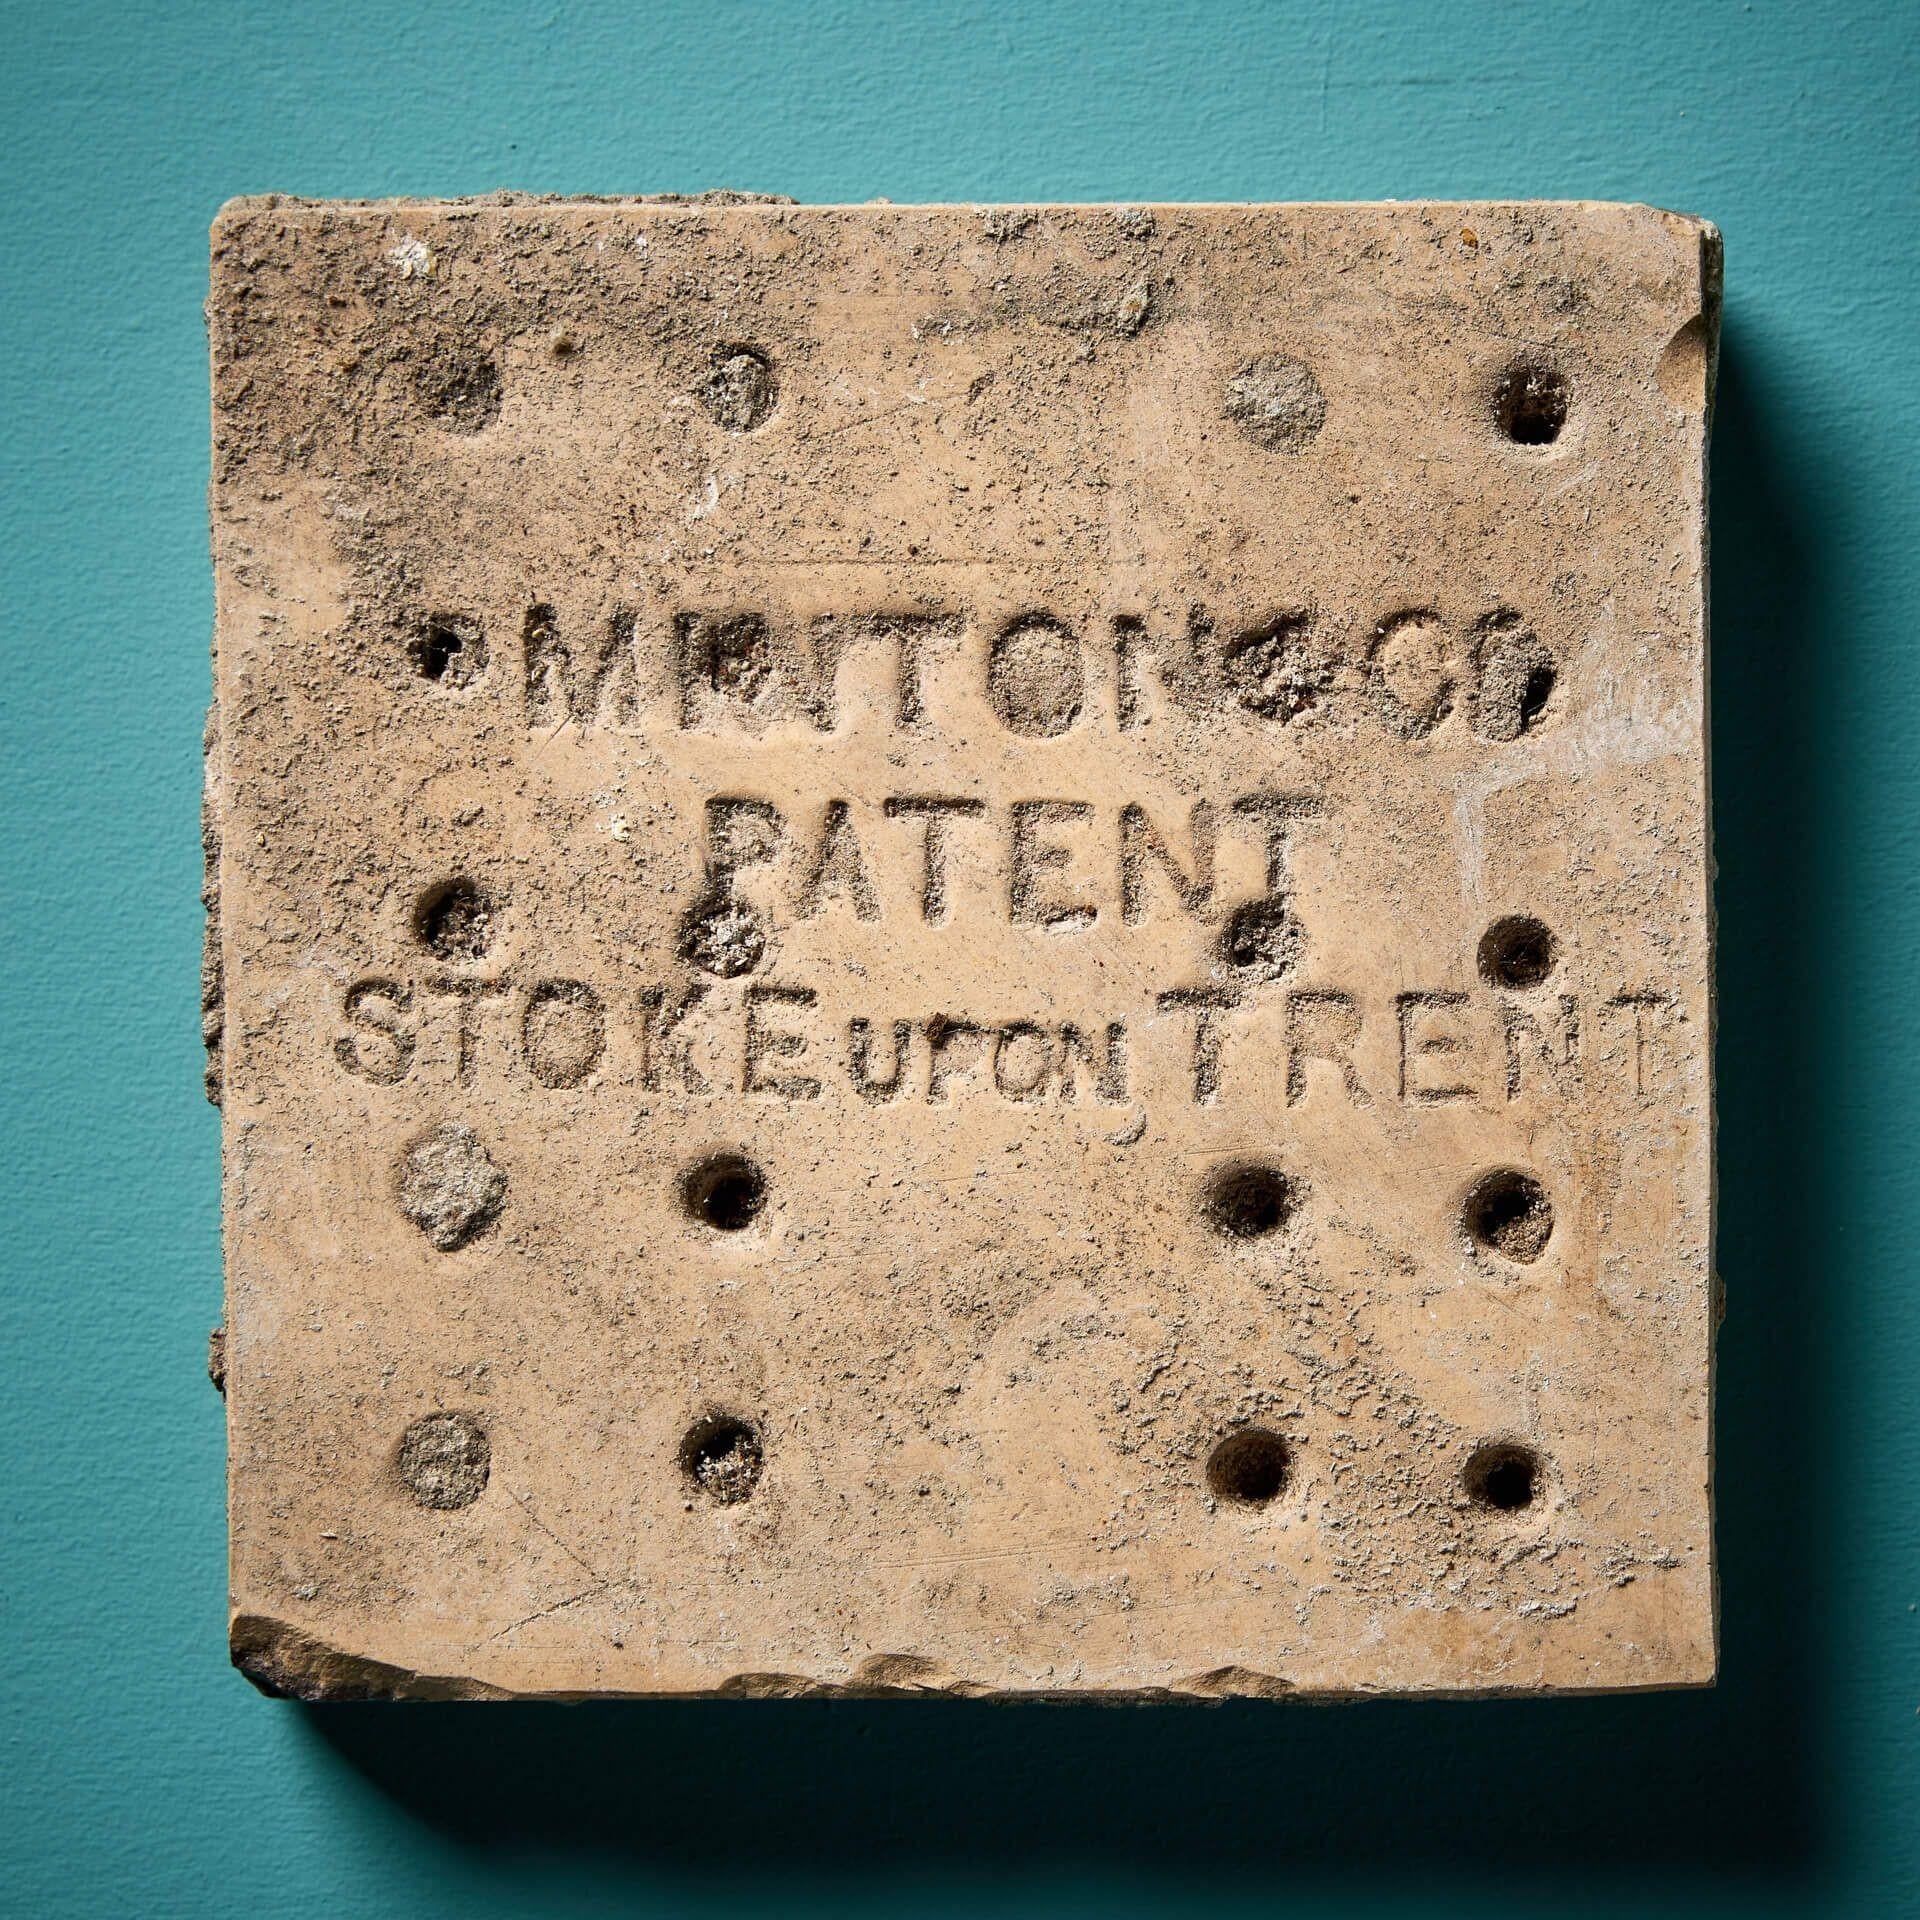 MINTON & CO
PATENT
STOKE UPON TRENT